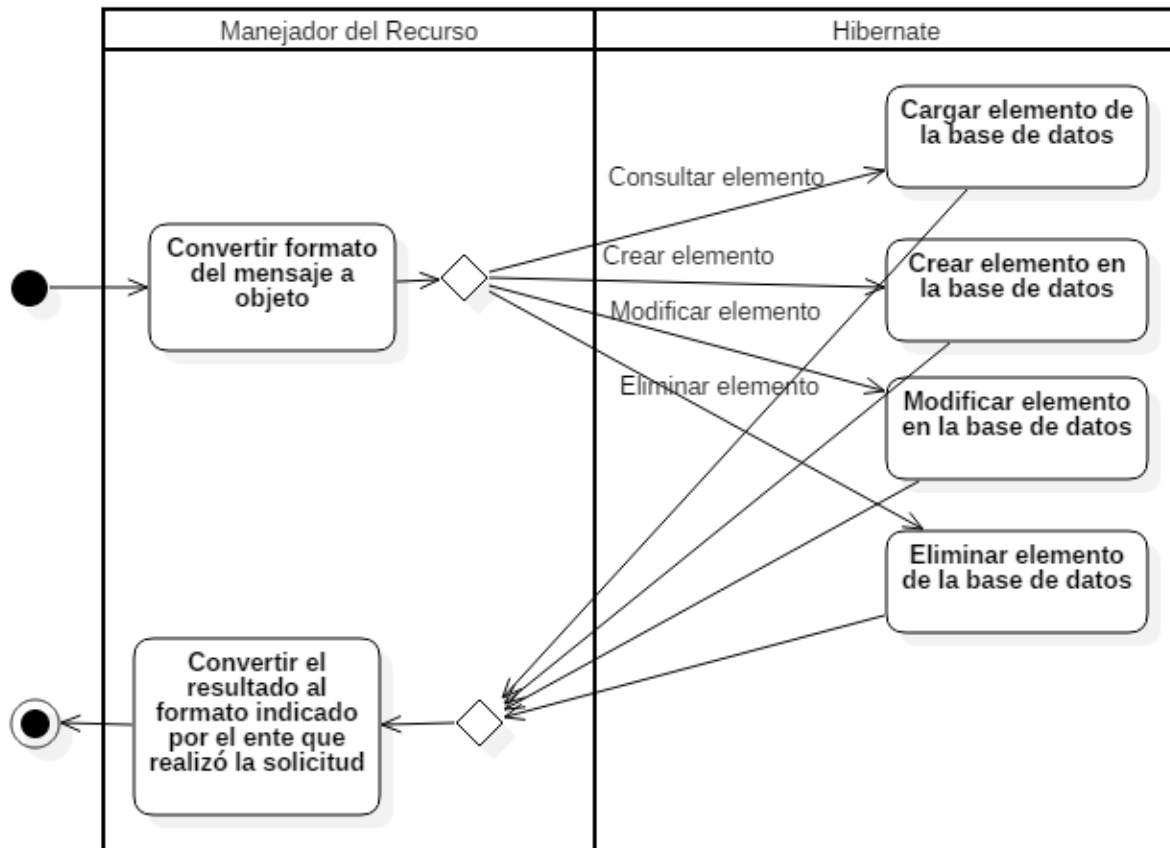 Manejador del Recurso
Hibernate
Cargar elemento de
la base de datos
Consultar elemento
Convertir formato
del mensaje a
objeto
Crear elemento
Crear elemento en
la base de datos
Modificar elemento
Eliminar elemento
Modificar elemento
en la base de datos
Eliminar elemento
de la base de datos
Convertir el
resultado al
formato indicado
por el ente que
realizó la solicitud